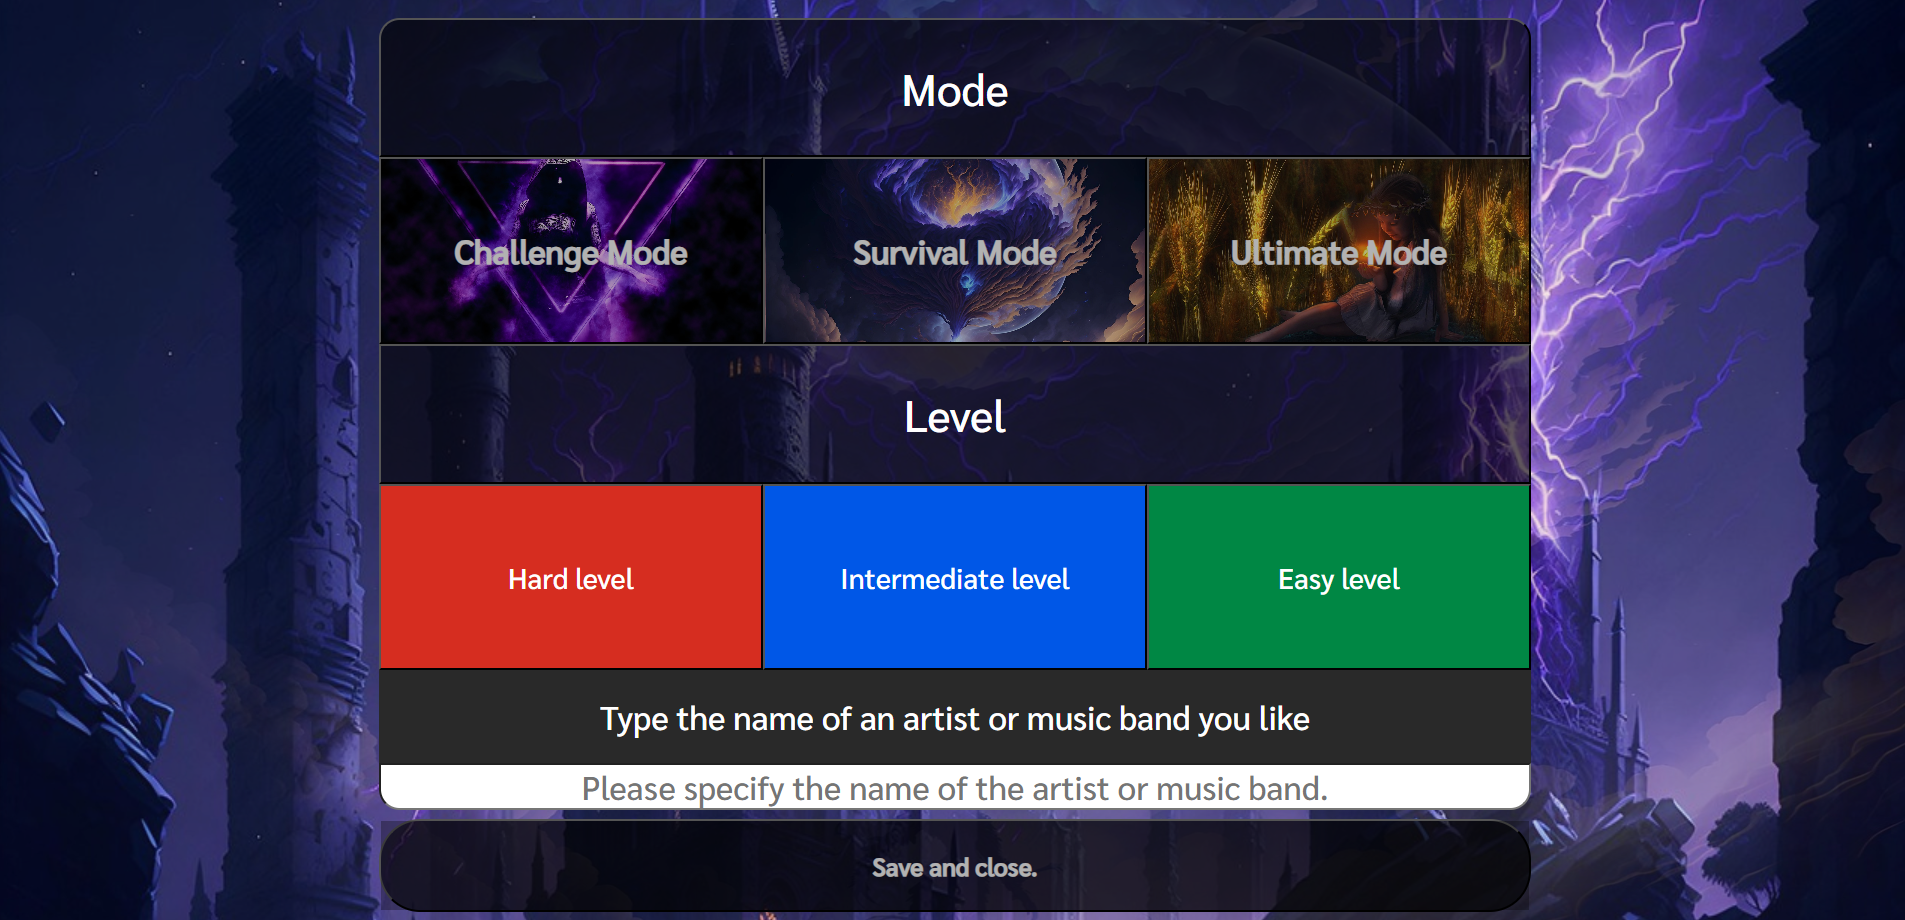 Mode
Challenge Mode
Survival Mode
Ultimate Mode
Level
Hard level
Intermediate level
Easy level
Type the name of an artist or music band you like
Please specify the name of the artist or music band.
Save and close.